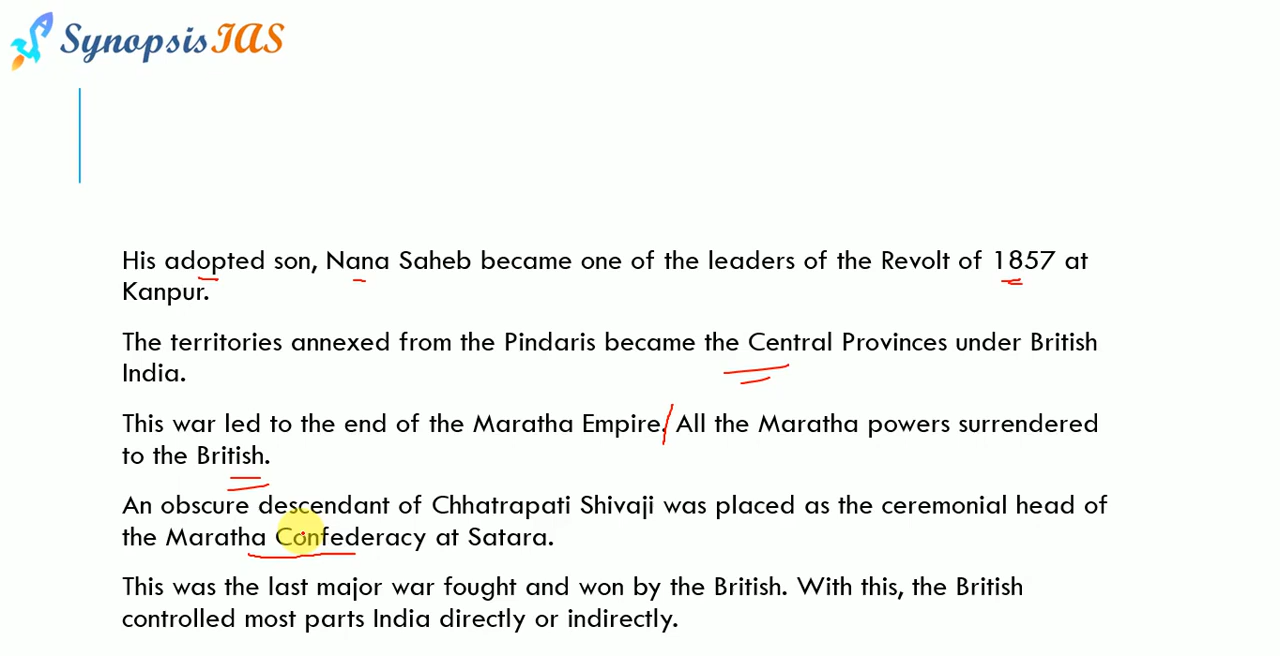 SynopsisIAS
His adopted son, Nana Saheb became one of the leaders of the Revolt of 1857 at
Kanpur.
The territories annexed from the Pindaris became the Central Provinces under British
India.
This war led to the end of the Maratha Empire. All the Maratha powers surrendered
to the British.
An obscure descendant of Chhatrapati Shivaji was placed as the ceremonial head of
the Maratha Confederacy at Satara.
This was the last major war fought and won by the British. With this, the British
controlled most parts India directly or indirectly.